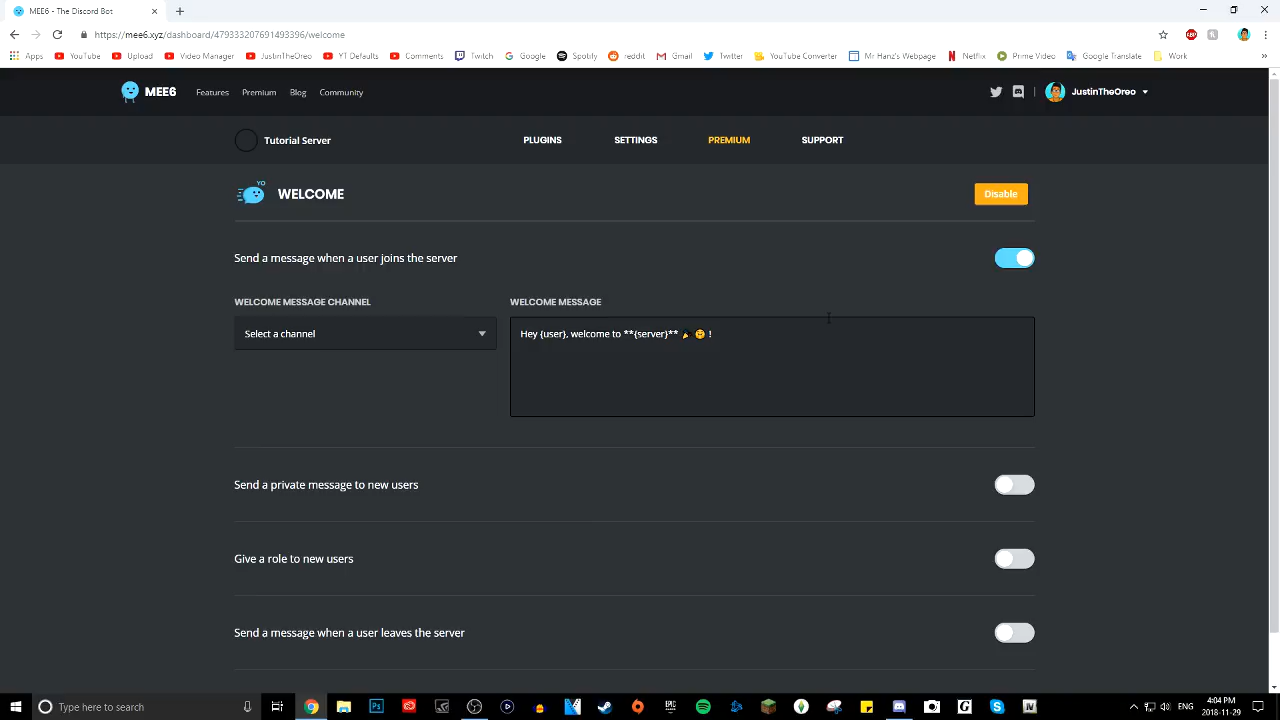 MEE6 - The Discord Bot
https://mee6.xyz/dashboard/479333207691493396/welcome
Apps YouTube Upload Video Manager JustinTheOreo YT Defaults Comments Twitch Google Spotify reddit Gmail Twitter YouTube Converter Mr Hanz's Webpage Netflix Prime Video Google Translate Work
MEE6 Features Premium Blog Community JustinTheOreo
Tutorial Server PLUGINS SETTINGS PREMIUM SUPPORT
YO
WELCOME Disable
Send a message when a user joins the server
WELCOME MESSAGE CHANNEL WELCOME MESSAGE
Select a channel Hey {user}, welcome to **{server}** 🎉🤗 !
Send a private message to new users
Give a role to new users
Send a message when a user leaves the server
Type here to search
ENG 4:04 PM
2018-11-29